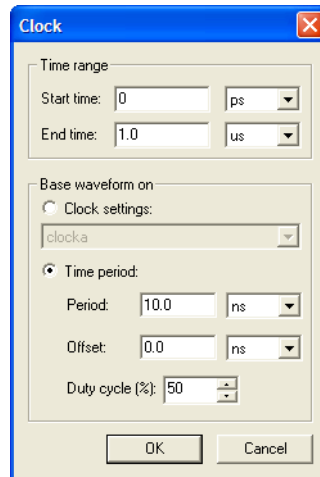 Clock
Time range
Start time: 0 ps
End time: 1.0 us
Base waveform on
Clock settings:
clocka
Time period:
Period: 10.0 ns
Offset: 0.0 ns
Duty cycle (%): 50
OK Cancel